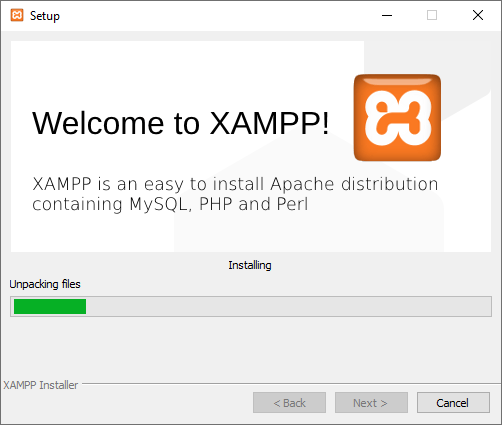 Setup
Welcome to XAMPP!
XAMPP is an easy to install Apache distribution
containing MySQL, PHP and Perl
Installing
Unpacking files
XAMPP Installer
< Back
Next >
Cancel